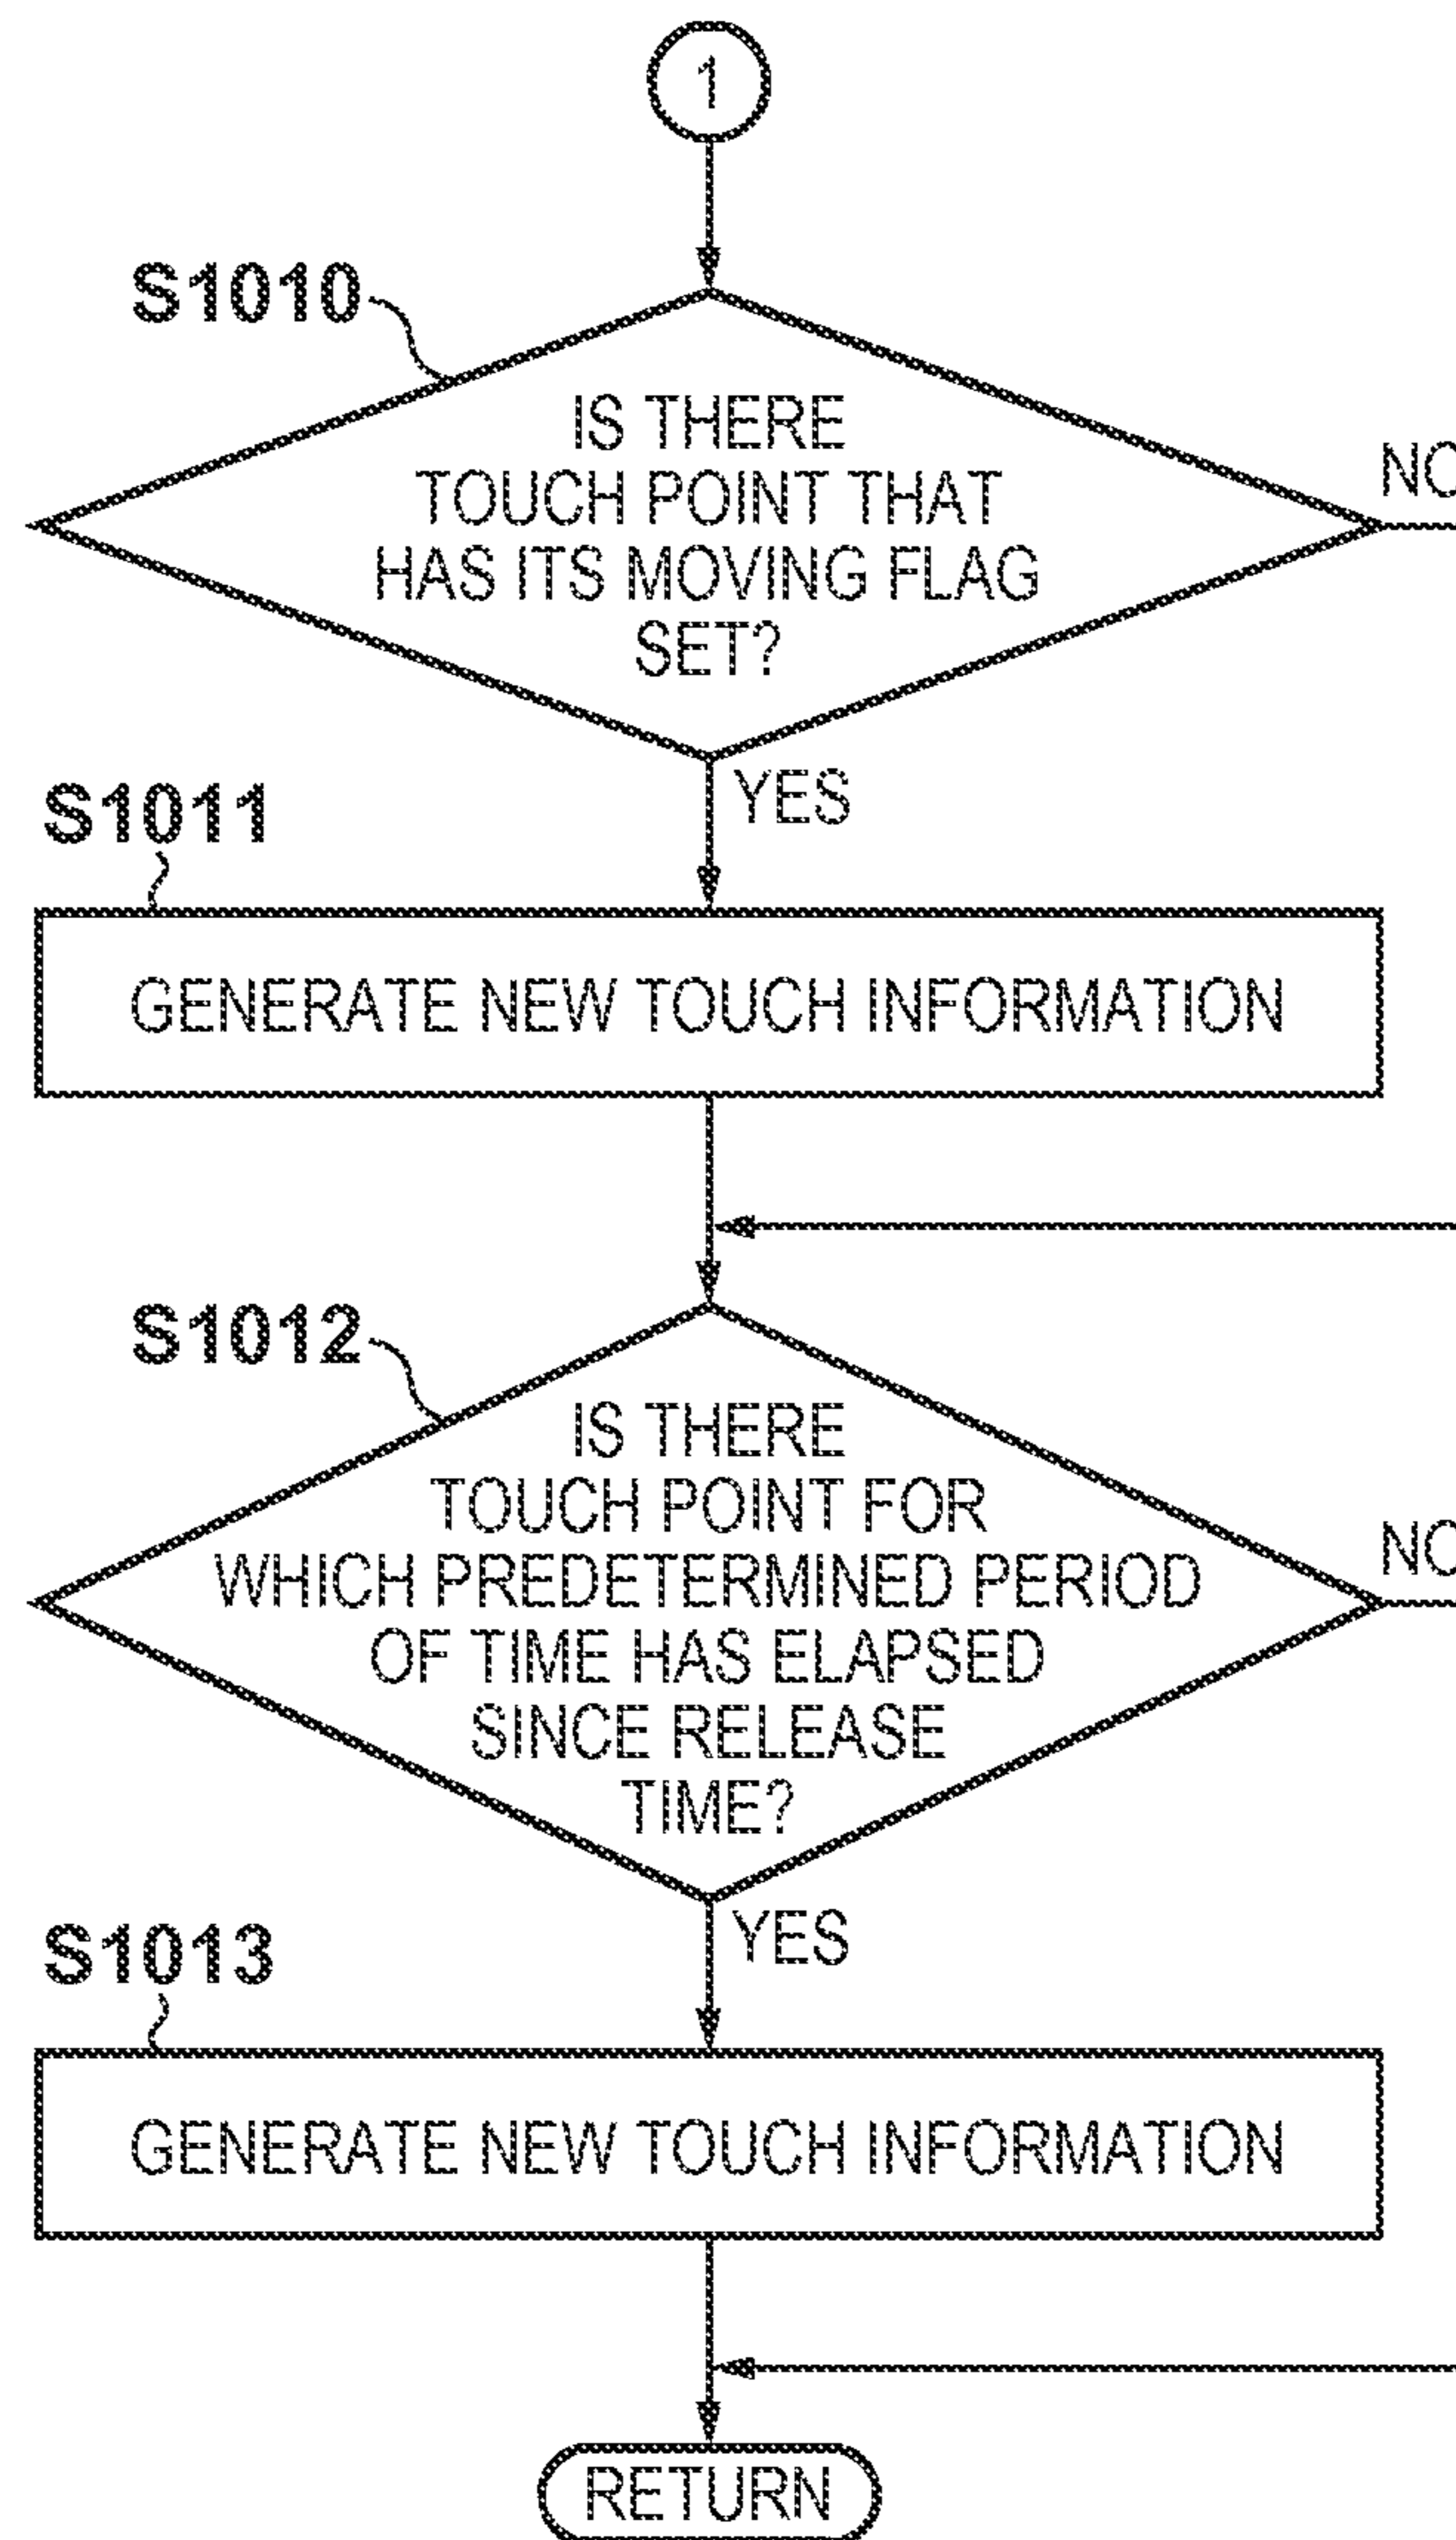 1
S1010
IS THERE
TOUCH POINT THAT
HAS ITS MOVING FLAG
SET?
NO
YES
S1011
GENERATE NEW TOUCH INFORMATION
S1012
IS THERE
TOUCH POINT FOR
WHICH PREDETERMINED PERIOD
OF TIME HAS ELAPSED
SINCE RELEASE
TIME?
NO
YES
S1013
GENERATE NEW TOUCH INFORMATION
RETURN